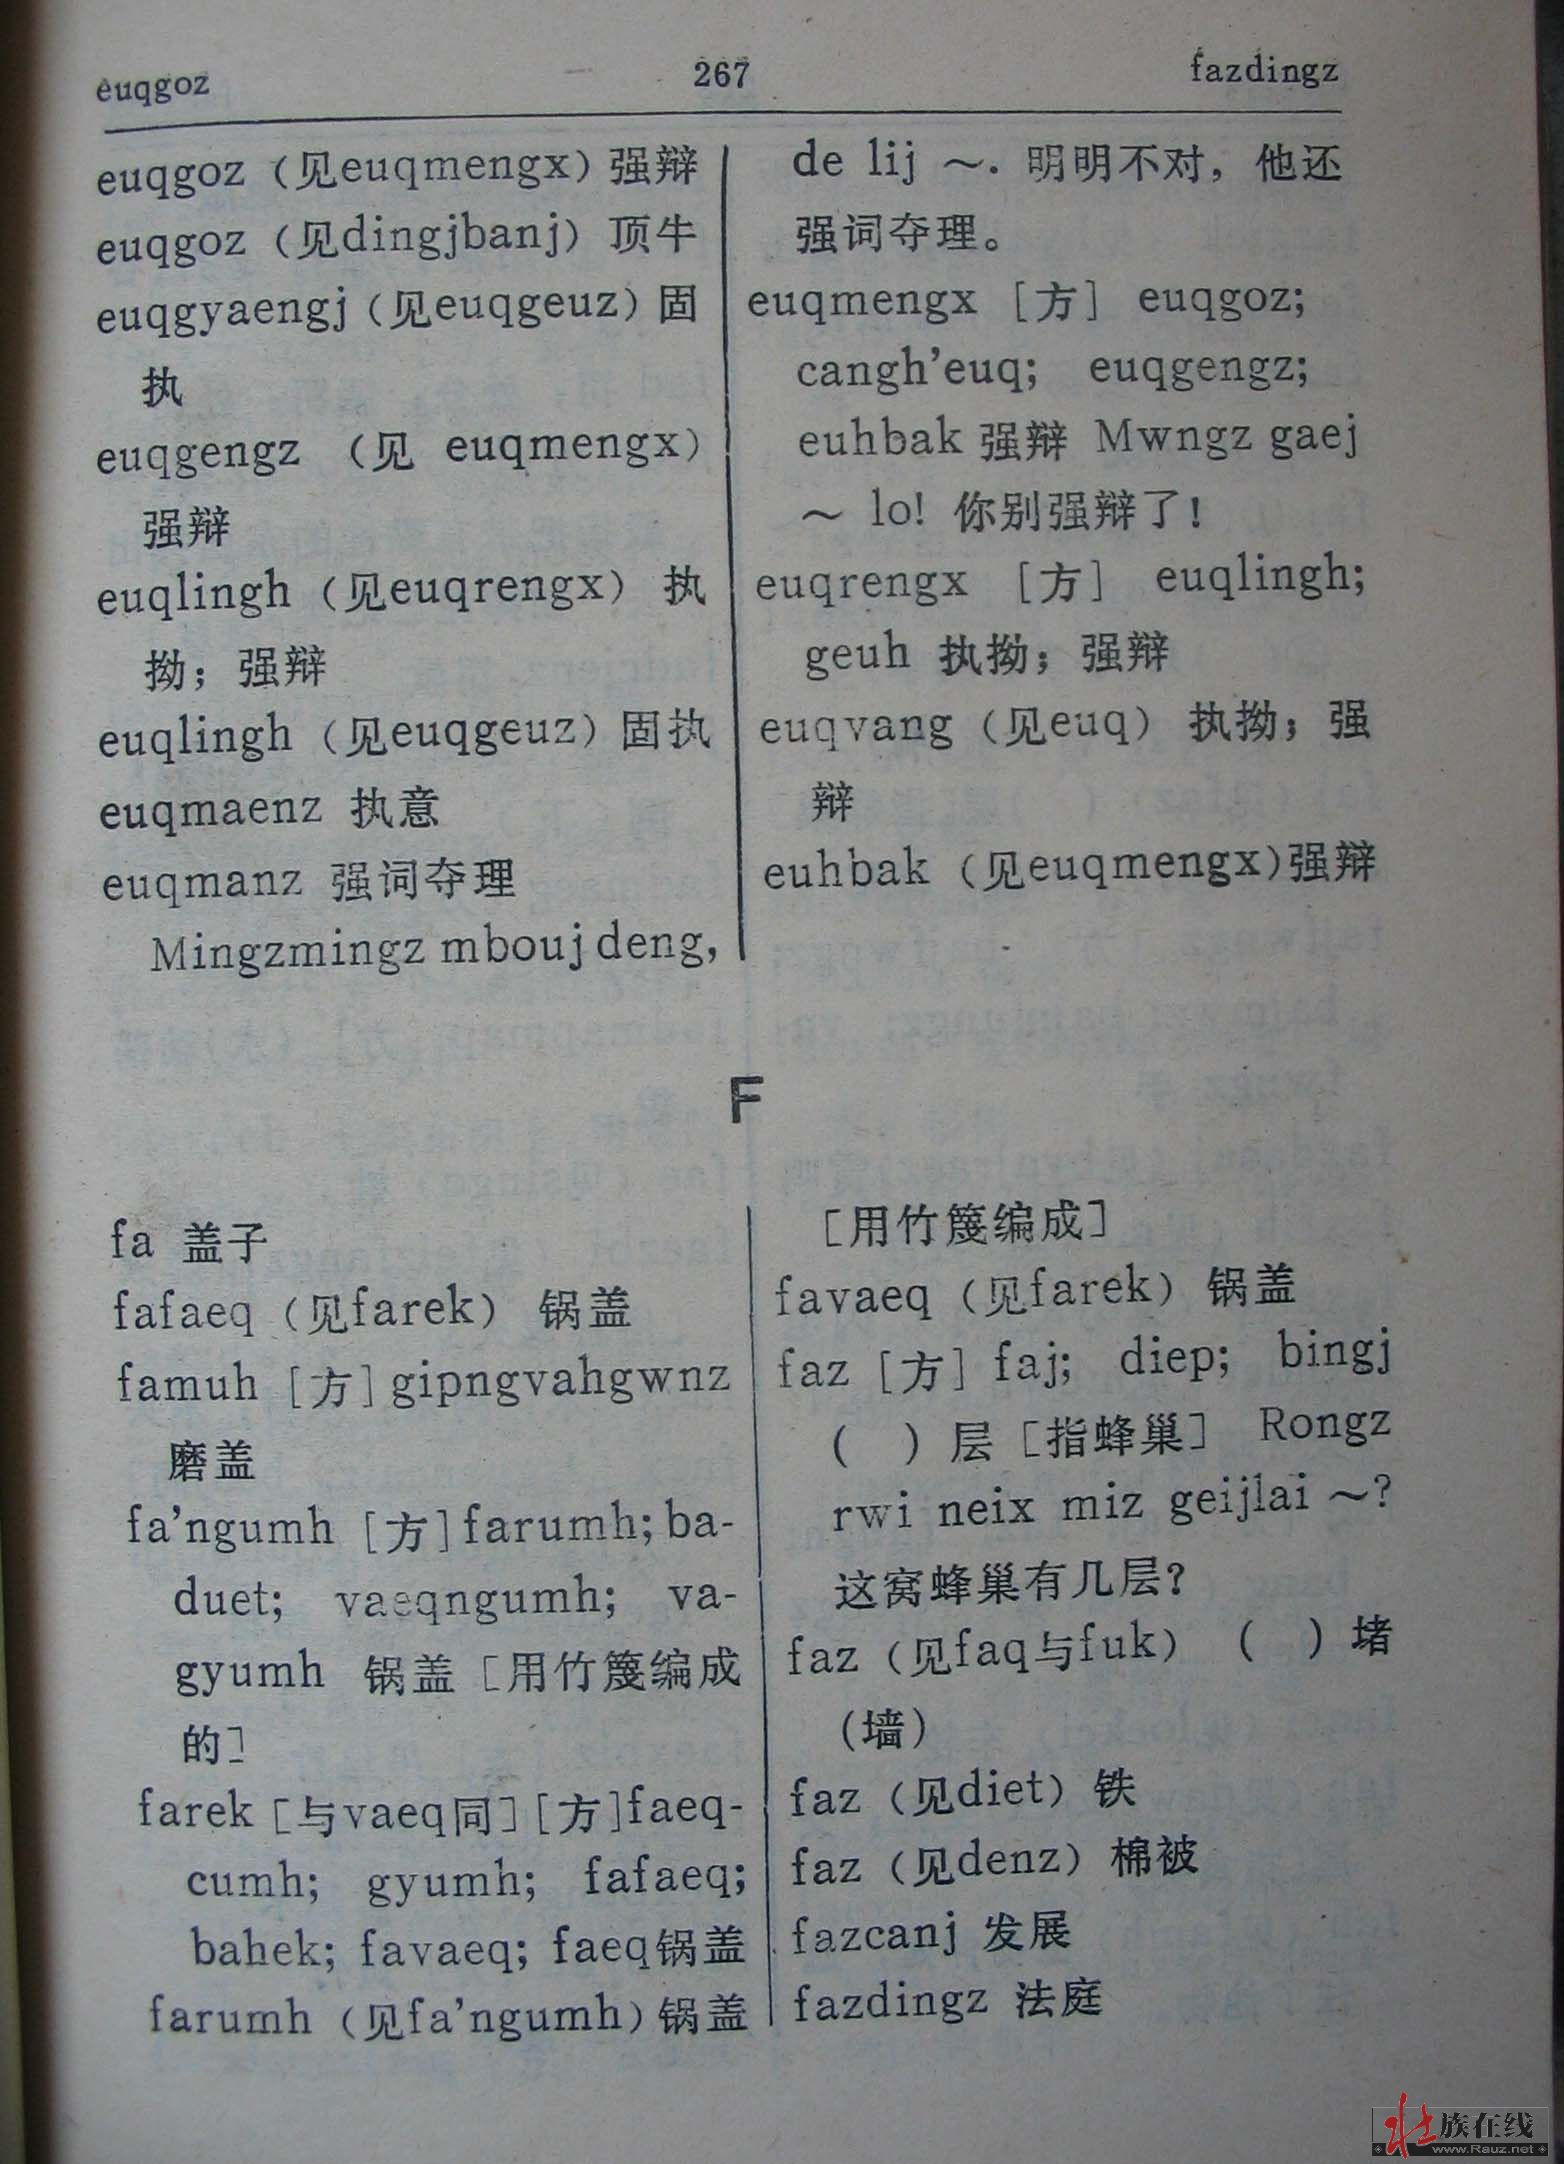 euqgoz 267 fazdingz
euqgoz (见euqmengx) 强辩
euqgoz (见dingjbanj) 顶牛
euqgyaengj (见euqgeuz) 固
执
euqgengz (见 euqmengx)
强辩
euqlingh (见euqrengx) 执
拗；强辩
euqlingh (见euqgeuz) 固执
euqmaenz 执意
euqmanz 强词夺理
Mingzmingz mbouj deng,
de lij ～. 明明不对，他还
强词夺理。
euqmengx [方] euqgoz;
cangh'euq; euqgengz;
euhbak 强辩 Mwngz gaej
～ lo! 你别强辩了!
euqrengx [方] euqlingh;
geuh 执拗；强辩
euqvang (见euq) 执拗；强
辩
euhbak (见euqmengx)强辩
F
fa 盖子
fafaeq (见farek) 锅盖
famuh [方] gipngvahgwnz
磨盖
fa'ngumh [方] farumh; ba-
duet; vaeqngumh; va-
gyumh 锅盖 [用竹篾编成
的]
farek [与vaeq同] [方]faeq-
cumh; gyumh; fafaeq;
bahek; favaeq; faeq锅盖
farumh (见fa'ngumh) 锅盖
[用竹篾编成]
favaeq (见farek) 锅盖
faz [方] faj; diep; bingj
( ) 层 [指蜂巢] Rongz
rwi neix miz geijlai ～?
这窝蜂巢有几层?
faz (见faq与fuk) ( ) 堵
(墙)
faz (见diet) 铁
faz (见denz) 棉被
fazcanj 发展
fazdingz 法庭
壮族在线
www.Rauz.net